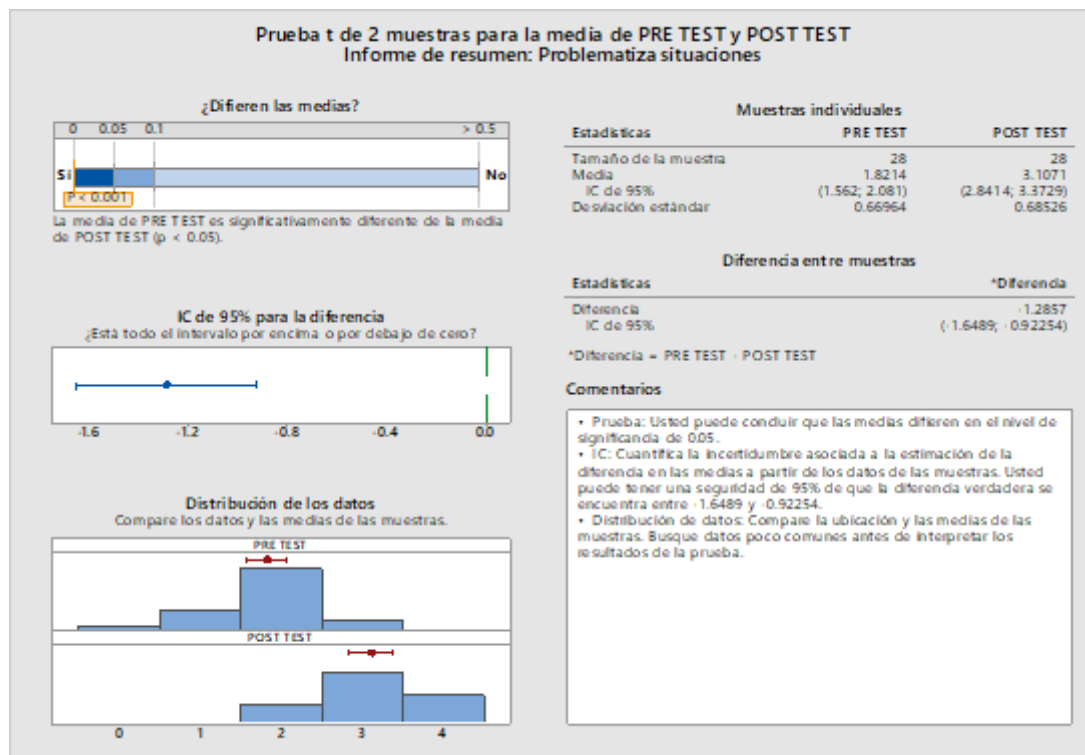 Prueba t de 2 muestras para la media de PRE TEST y POST TEST
Informe de resumen: Problematiza situaciones
¿Difieren las medias?
0 0.05 0.1 > 0.5
Sí No
P < 0.001
La media de PRE TEST es significativamente diferente de la media
de POST TEST (p < 0.05).
IC de 95% para la diferencia
¿Está todo el intervalo por encima o por debajo de cero?
-1.6 -1.2 -0.8 -0.4 0.0
Distribución de los datos
Compare los datos y las medias de las muestras.
PRE TEST
POST TEST
0 1 2 3 4
Muestras individuales
Estadísticas PRE TEST POST TEST
Tamaño de la muestra 28 28
Media 1.8214 3.1071
IC de 95% (1.562; 2.081) (2.8414; 3.3729)
Desviación estándar 0.66964 0.68526
Diferencia entre muestras
Estadísticas *Diferencia
Diferencia -1.2857
IC de 95% (-1.6489; -0.92254)
*Diferencia = PRE TEST - POST TEST
Comentarios
• Prueba: Usted puede concluir que las medias difieren en el nivel de
significancia de 0.05.
• IC: Cuantifica la incertidumbre asociada a la estimación de la
diferencia en las medias a partir de los datos de las muestras. Usted
puede tener una seguridad de 95% de que la diferencia verdadera se
encuentra entre -1.6489 y -0.92254.
• Distribución de datos: Compare la ubicación y las medias de las
muestras. Busque datos poco comunes antes de interpretar los
resultados de la prueba.